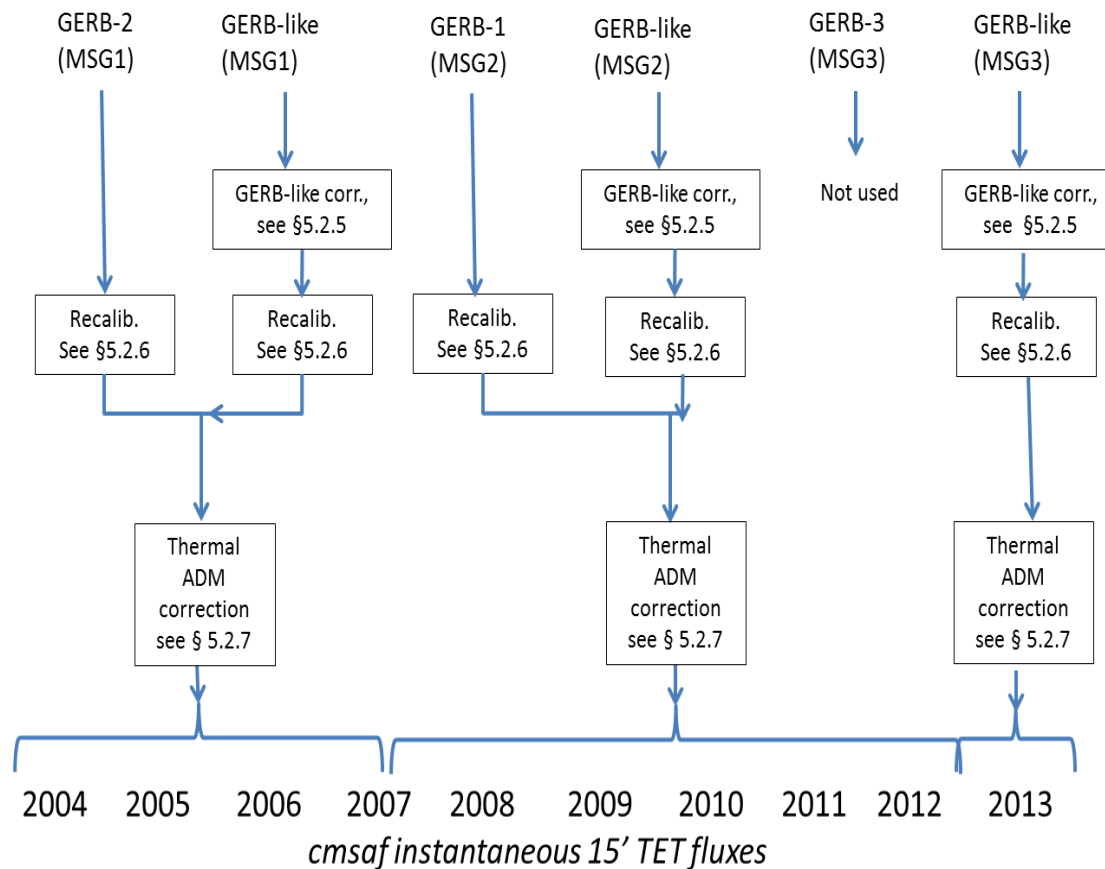 GERB-2
(MSG1)
GERB-like
(MSG1)
GERB-1
(MSG2)
GERB-like
(MSG2)
GERB-3
(MSG3)
GERB-like
(MSG3)
GERB-like corr.,
see §5.2.5
GERB-like corr.,
see §5.2.5
Not used
GERB-like corr.,
see §5.2.5
Recalib.
See §5.2.6
Recalib.
See §5.2.6
Recalib.
See §5.2.6
Recalib.
See §5.2.6
Recalib.
See §5.2.6
Thermal
ADM
correction
see § 5.2.7
Thermal
ADM
correction
see § 5.2.7
Thermal
ADM
correction
see § 5.2.7
2004 2005 2006 2007 2008 2009 2010 2011 2012 2013
cmsaf instantaneous 15’ TET fluxes